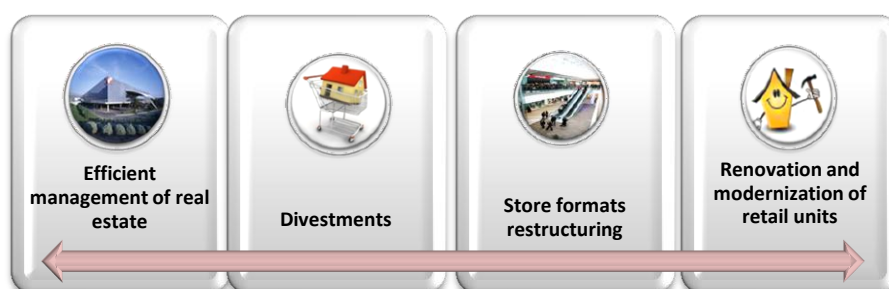 Efficient
management of real
estate
Divestments
Store formats
restructuring
Renovation and
modernization of
retail units